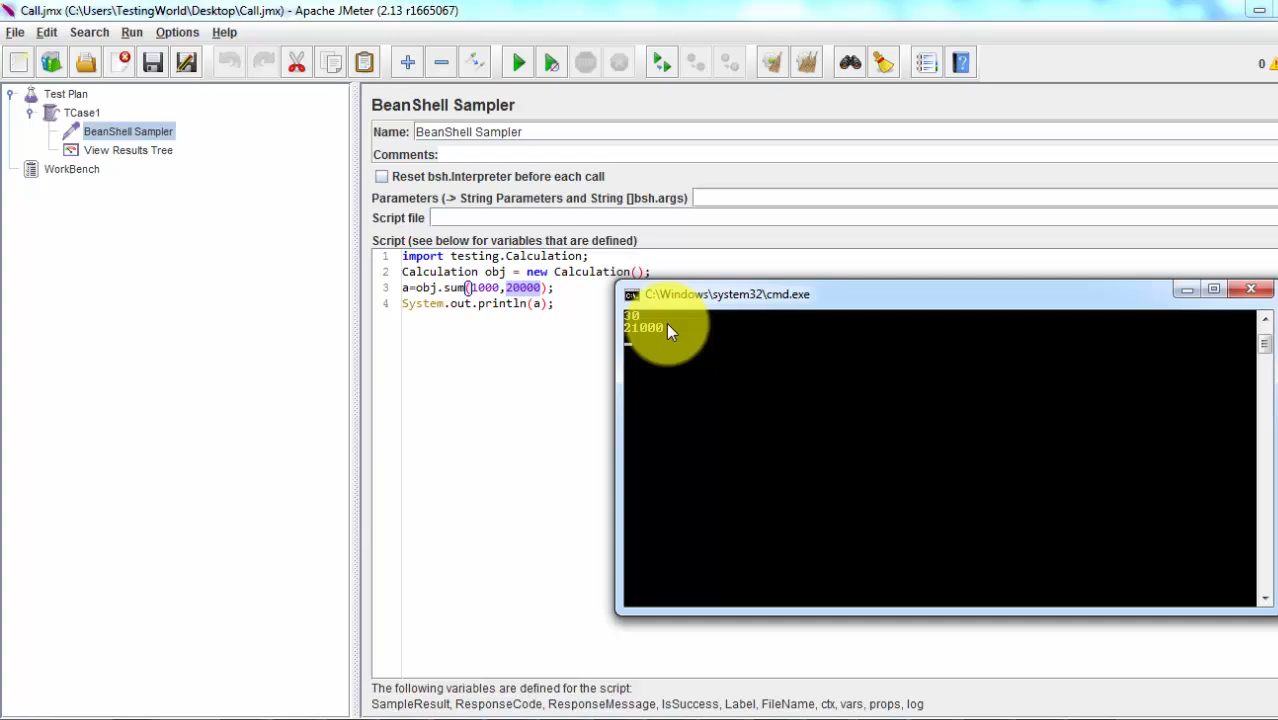 Call.jmx (C:\Users\TestingWorld\Desktop\Call.jmx) - Apache JMeter (2.13 r1665067)
File Edit Search Run Options Help
0
Test Plan
TCase1
BeanShell Sampler
View Results Tree
WorkBench
BeanShell Sampler
Name: BeanShell Sampler
Comments:
Reset bsh.Interpreter before each call
Parameters (-> String Parameters and String []bsh.args)
Script file
Script (see below for variables that are defined)
1 import testing.Calculation;
2 Calculation obj = new Calculation();
3 a=obj.sum(1000,20000);
4 System.out.println(a);
C:\Windows\system32\cmd.exe
30
21000
The following variables are defined for the script:
SampleResult, ResponseCode, ResponseMessage, IsSuccess, Label, FileName, ctx, vars, props, log